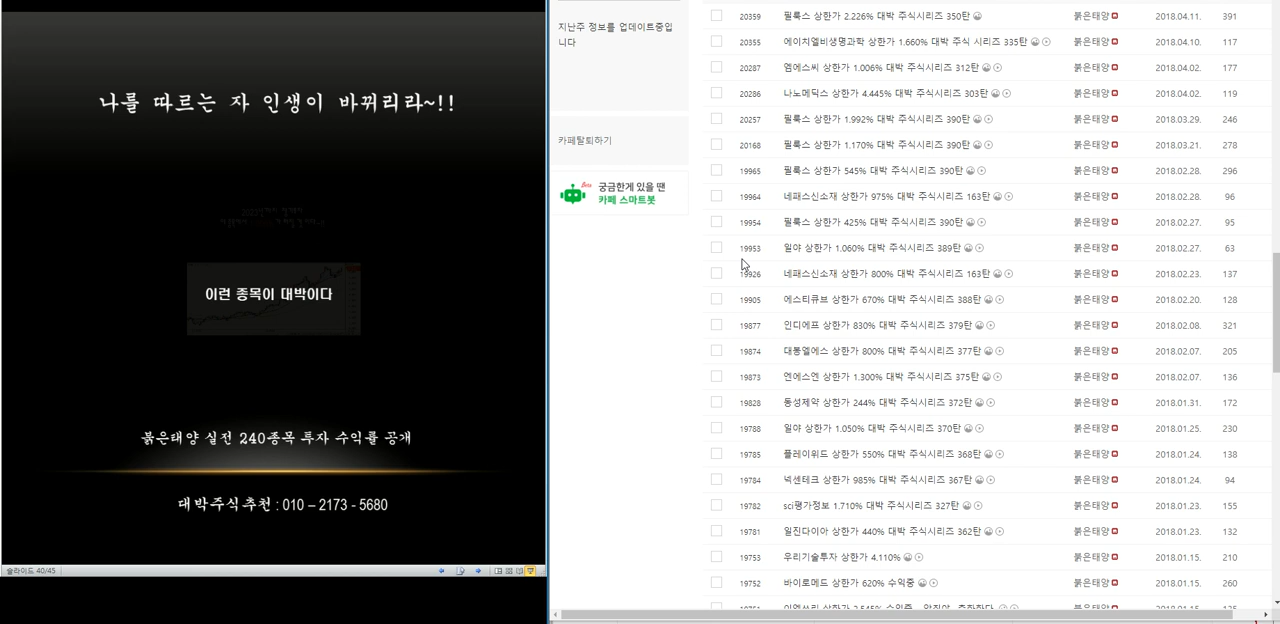 나를 따르는 자 인생이 바뀌리라~!!
이런 종목이 대박이다
붉은태양 실전 240종목 투자 수익률 공개
대박주식추천 : 010 – 2173 - 5680
슬라이드 40/45
지난주 정보를 업데이트중입
니다
카페탈퇴하기
궁금한게 있을 땐
카페 스마트봇
20359 필룩스 상한가 2.226% 대박 주식시리즈 350탄 붉은태양 2018.04.11. 391
20355 에이치엘비생명과학 상한가 1.660% 대박 주식 시리즈 335탄 붉은태양 2018.04.10. 117
20287 엠에스씨 상한가 1.006% 대박 주식시리즈 312탄 붉은태양 2018.04.02. 177
20286 나노메딕스 상한가 4,445% 대박 주식시리즈 303탄 붉은태양 2018.04.02. 119
20257 필룩스 상한가 1,992% 대박 주식시리즈 390탄 붉은태양 2018.03.29. 246
20168 필룩스 상한가 1.170% 대박 주식시리즈 390탄 붉은태양 2018.03.21. 278
19965 필룩스 상한가 545% 대박 주식시리즈 390탄 붉은태양 2018.02.28. 296
19964 네패스신소재 상한가 975% 대박 주식시리즈 163탄 붉은태양 2018.02.28. 96
19954 필룩스 상한가 425% 대박 주식시리즈 390탄 붉은태양 2018.02.27. 95
19953 일야 상한가 1.060% 대박 주식시리즈 389탄 붉은태양 2018.02.27. 63
19926 네패스신소재 상한가 800% 대박 주식시리즈 163탄 붉은태양 2018.02.23. 137
19905 에스티큐브 상한가 670% 대박 주식시리즈 388탄 붉은태양 2018.02.20. 128
19877 인디에프 상한가 830% 대박 주식시리즈 379탄 붉은태양 2018.02.08. 321
19874 대봉엘에스 상한가 800% 대박 주식시리즈 377탄 붉은태양 2018.02.07. 205
19873 엔에스엔 상한가 1.300% 대박 주식시리즈 375탄 붉은태양 2018.02.07. 136
19828 동성제약 상한가 244% 대박 주식시리즈 372탄 붉은태양 2018.01.31. 172
19788 일야 상한가 1.050% 대박 주식시리즈 370탄 붉은태양 2018.01.25. 230
19785 플레이위드 상한가 550% 대박 주식시리즈 368탄 붉은태양 2018.01.24. 138
19784 넥센테크 상한가 985% 대박 주식시리즈 367탄 붉은태양 2018.01.24. 94
19782 sci평가정보 1.710% 대박 주식시리즈 327탄 붉은태양 2018.01.23. 155
19781 일진다이아 상한가 440% 대박 주식시리즈 362탄 붉은태양 2018.01.23. 132
19753 우리기술투자 상한가 4.110% 붉은태양 2018.01.15. 210
19752 바이로메드 상한가 620% 수익중 붉은태양 2018.01.15. 260